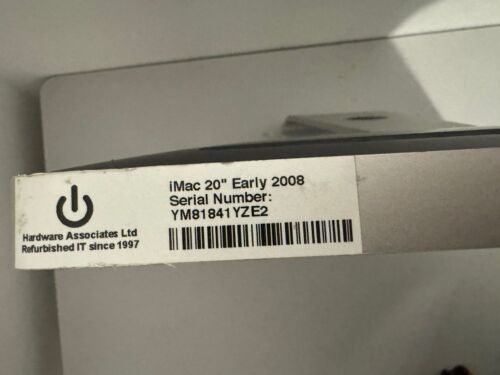 iMac 20" Early 2008
Serial Number:
YM81841YZE2
Hardware Associates Ltd
Refurbished IT since 1997